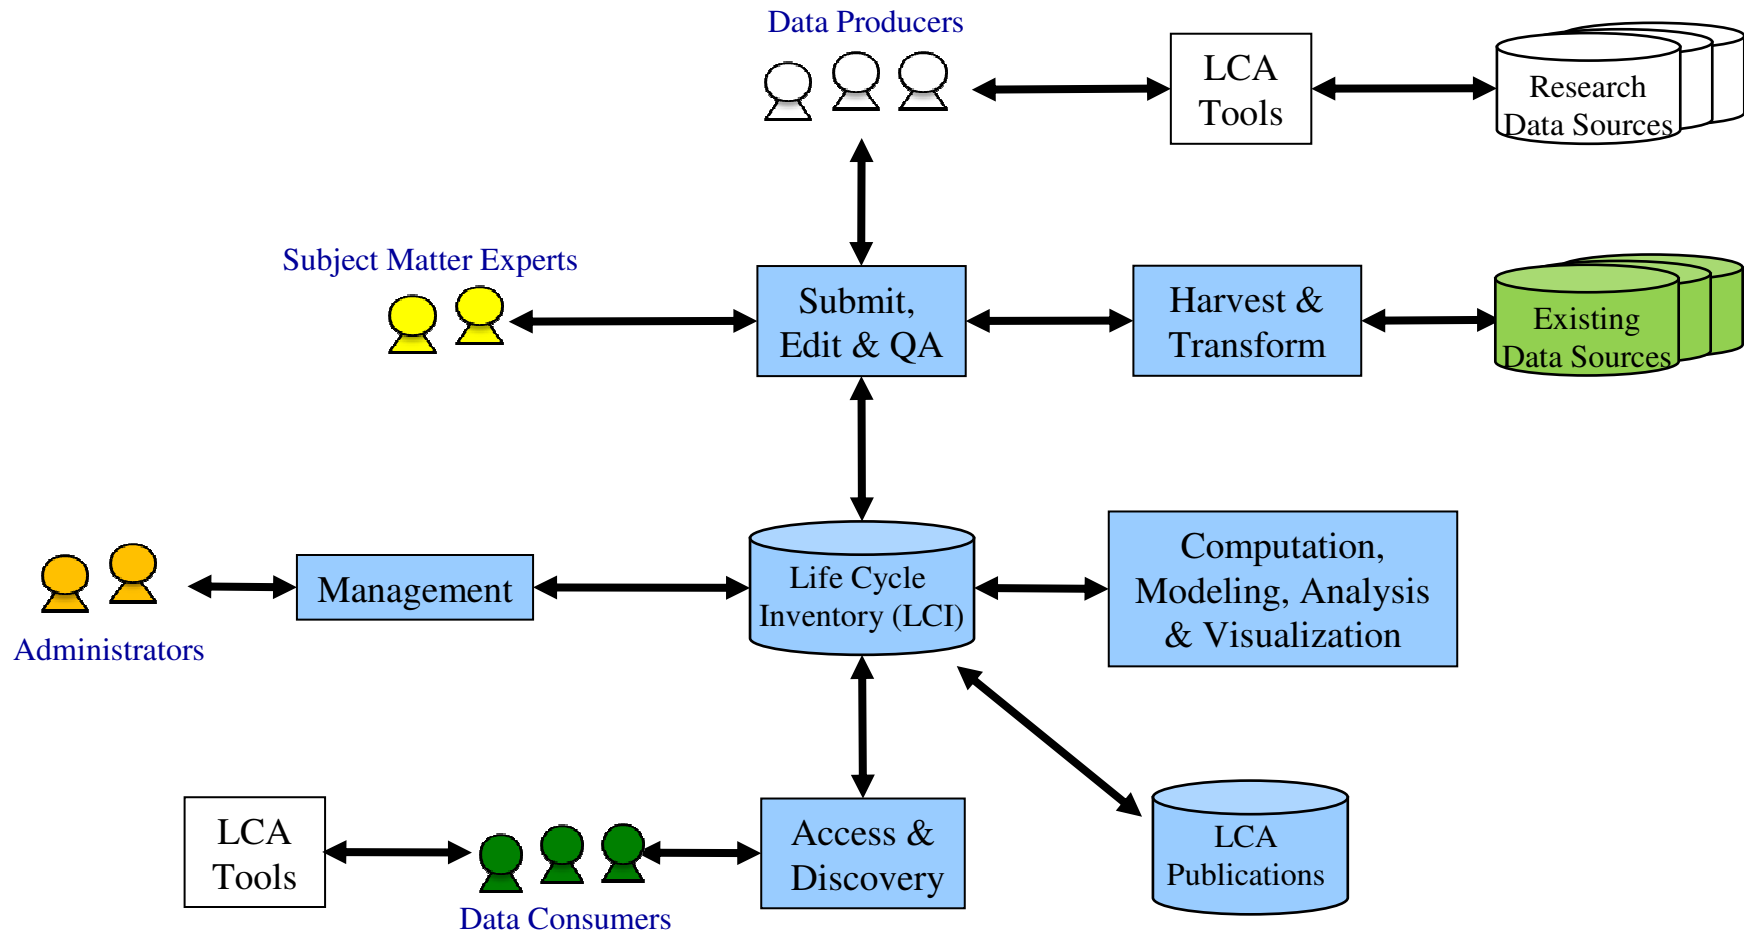 Data Producers
LCA
Tools
Research
Data Sources
Subject Matter Experts
Submit,
Edit & QA
Harvest &
Transform
Existing
Data Sources
Administrators
Management
Life Cycle
Inventory (LCI)
Computation,
Modeling, Analysis
& Visualization
LCA
Tools
Data Consumers
Access &
Discovery
LCA
Publications